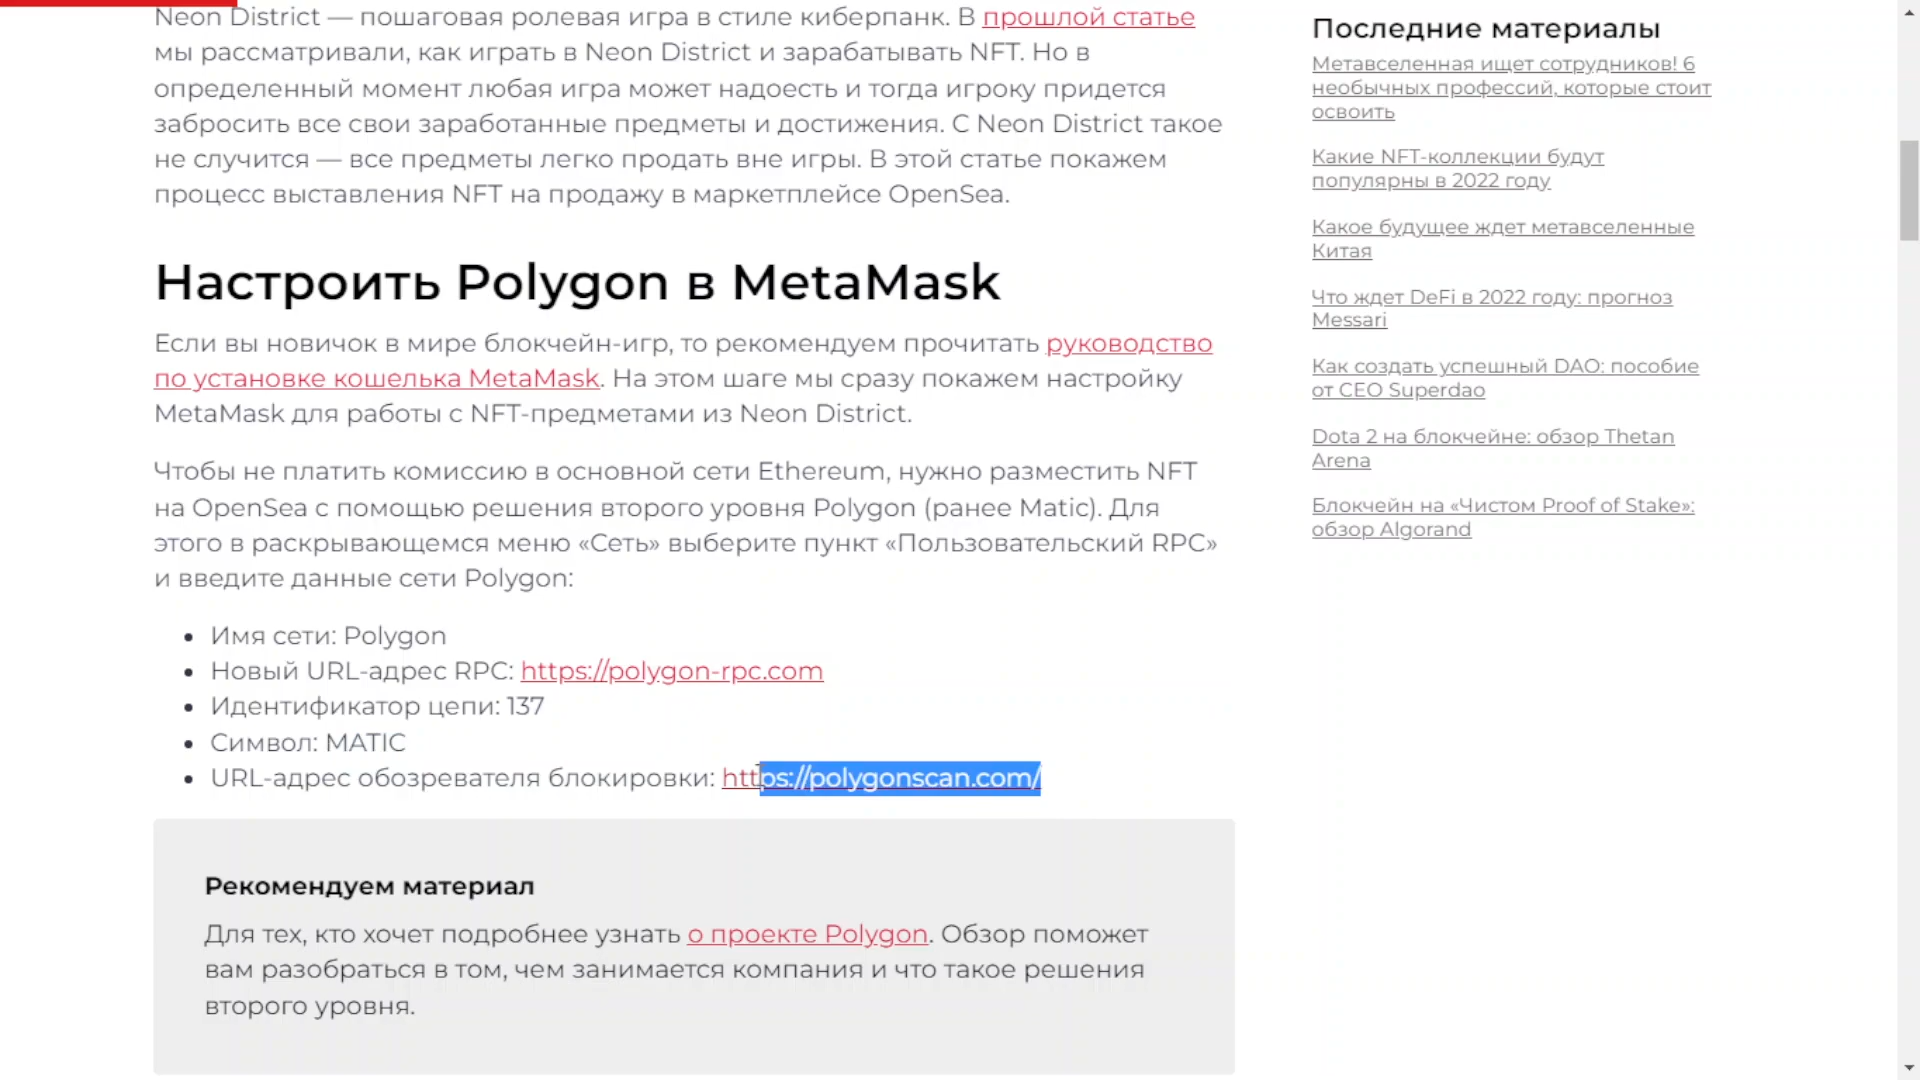 Neon District — пошаговая ролевая игра в стиле киберпанк. В прошлой статье
мы рассматривали, как играть в Neon District и зарабатывать NFT. Но в
определенный момент любая игра может надоесть и тогда игроку придется
забросить все свои заработанные предметы и достижения. С Neon District такое
не случится — все предметы легко продать вне игры. В этой статье покажем
процесс выставления NFT на продажу в маркетплейсе OpenSea.
Настроить Polygon в MetaMask
Если вы новичок в мире блокчейн-игр, то рекомендуем прочитать руководство
по установке кошелька MetaMask. На этом шаге мы сразу покажем настройку
MetaMask для работы с NFT-предметами из Neon District.
Чтобы не платить комиссию в основной сети Ethereum, нужно разместить NFT
на OpenSea с помощью решения второго уровня Polygon (ранее Matic). Для
этого в раскрывающемся меню «Сеть» выберите пункт «Пользовательский RPC»
и введите данные сети Polygon:
• Имя сети: Polygon
• Новый URL-адрес RPC: https://polygon-rpc.com
• Идентификатор цепи: 137
• Символ: MATIC
• URL-адрес обозревателя блокировки: https://polygonscan.com/
Рекомендуем материал
Для тех, кто хочет подробнее узнать о проекте Polygon. Обзор поможет
вам разобраться в том, чем занимается компания и что такое решения
второго уровня.
Последние материалы
Метавселенная ищет сотрудников! 6
необычных профессий, которые стоит
освоить
Какие NFT-коллекции будут
популярны в 2022 году
Какое будущее ждет метавселенные
Китая
Что ждет DeFi в 2022 году: прогноз
Messari
Как создать успешный DAO: пособие
от CEO Superdao
Dota 2 на блокчейне: обзор Thetan
Arena
Блокчейн на «Чистом Proof of Stake»:
обзор Algorand